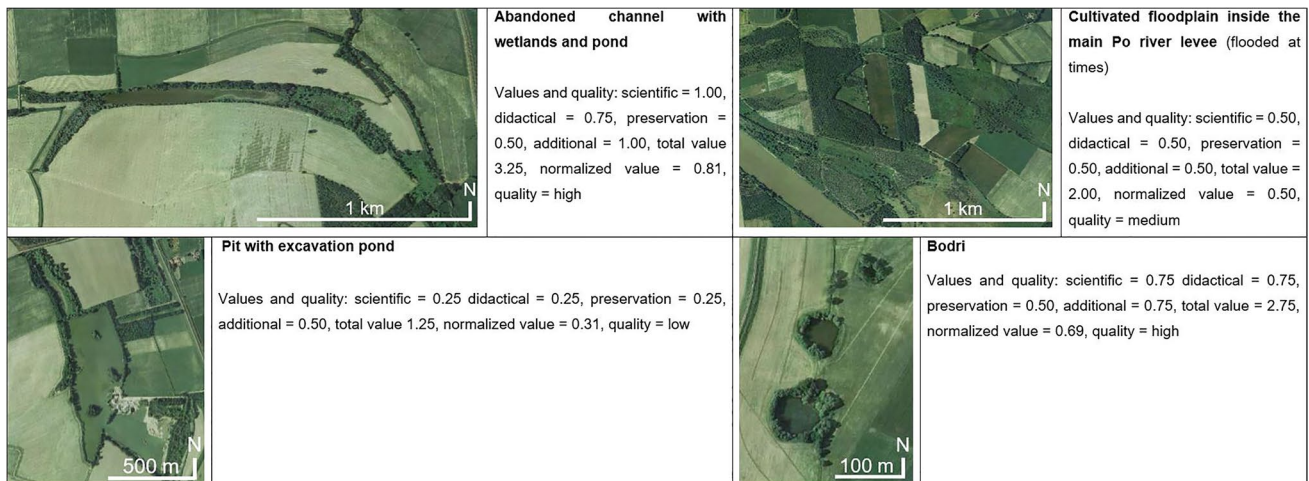 Abandoned channel with
wetlands and pond
Values and quality: scientific = 1.00,
didactical = 0.75, preservation =
0.50, additional = 1.00, total value
3.25, normalized value = 0.81,
quality = high
N
1 km
Cultivated floodplain inside the
main Po river levee (flooded at
times)
Values and quality: scientific = 0.50,
didactical = 0.50, preservation =
0.50, additional = 0.50, total value =
2.00, normalized value = 0.50,
quality = medium
N
1 km
Pit with excavation pond
Values and quality: scientific = 0.25 didactical = 0.25, preservation = 0.25,
additional = 0.50, total value 1.25, normalized value = 0.31, quality = low
N
500 m
Bodri
Values and quality: scientific = 0.75 didactical = 0.75,
preservation = 0.50, additional = 0.75, total value = 2.75,
normalized value = 0.69, quality = high
N
100 m